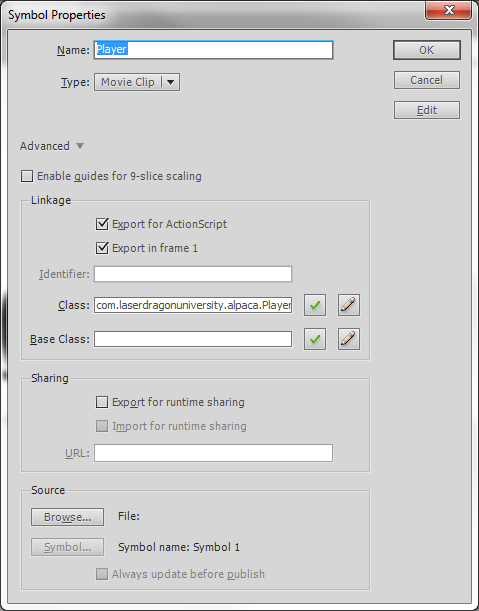 Symbol Properties
Name: Player OK
Type: Movie Clip Cancel
Edit
Advanced
Enable guides for 9-slice scaling
Linkage
Export for ActionScript
Export in frame 1
Identifier:
Class: com.laserdragonuniversity.alpaca.Player
Base Class:
Sharing
Export for runtime sharing
Import for runtime sharing
URL:
Source
Browse... File:
Symbol... Symbol name: Symbol 1
Always update before publish